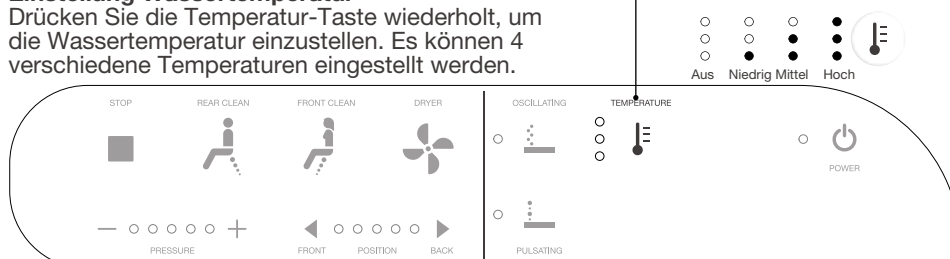 Einstellung Wassertemperatur
Drücken Sie die Temperatur-Taste wiederholt, um
die Wassertemperatur einzustellen. Es können 4
verschiedene Temperaturen eingestellt werden.
Aus Niedrig Mittel Hoch
STOP REAR CLEAN FRONT CLEAN DRYER OSCILLATING TEMPERATURE
POWER
PRESSURE FRONT POSITION BACK PULSATING